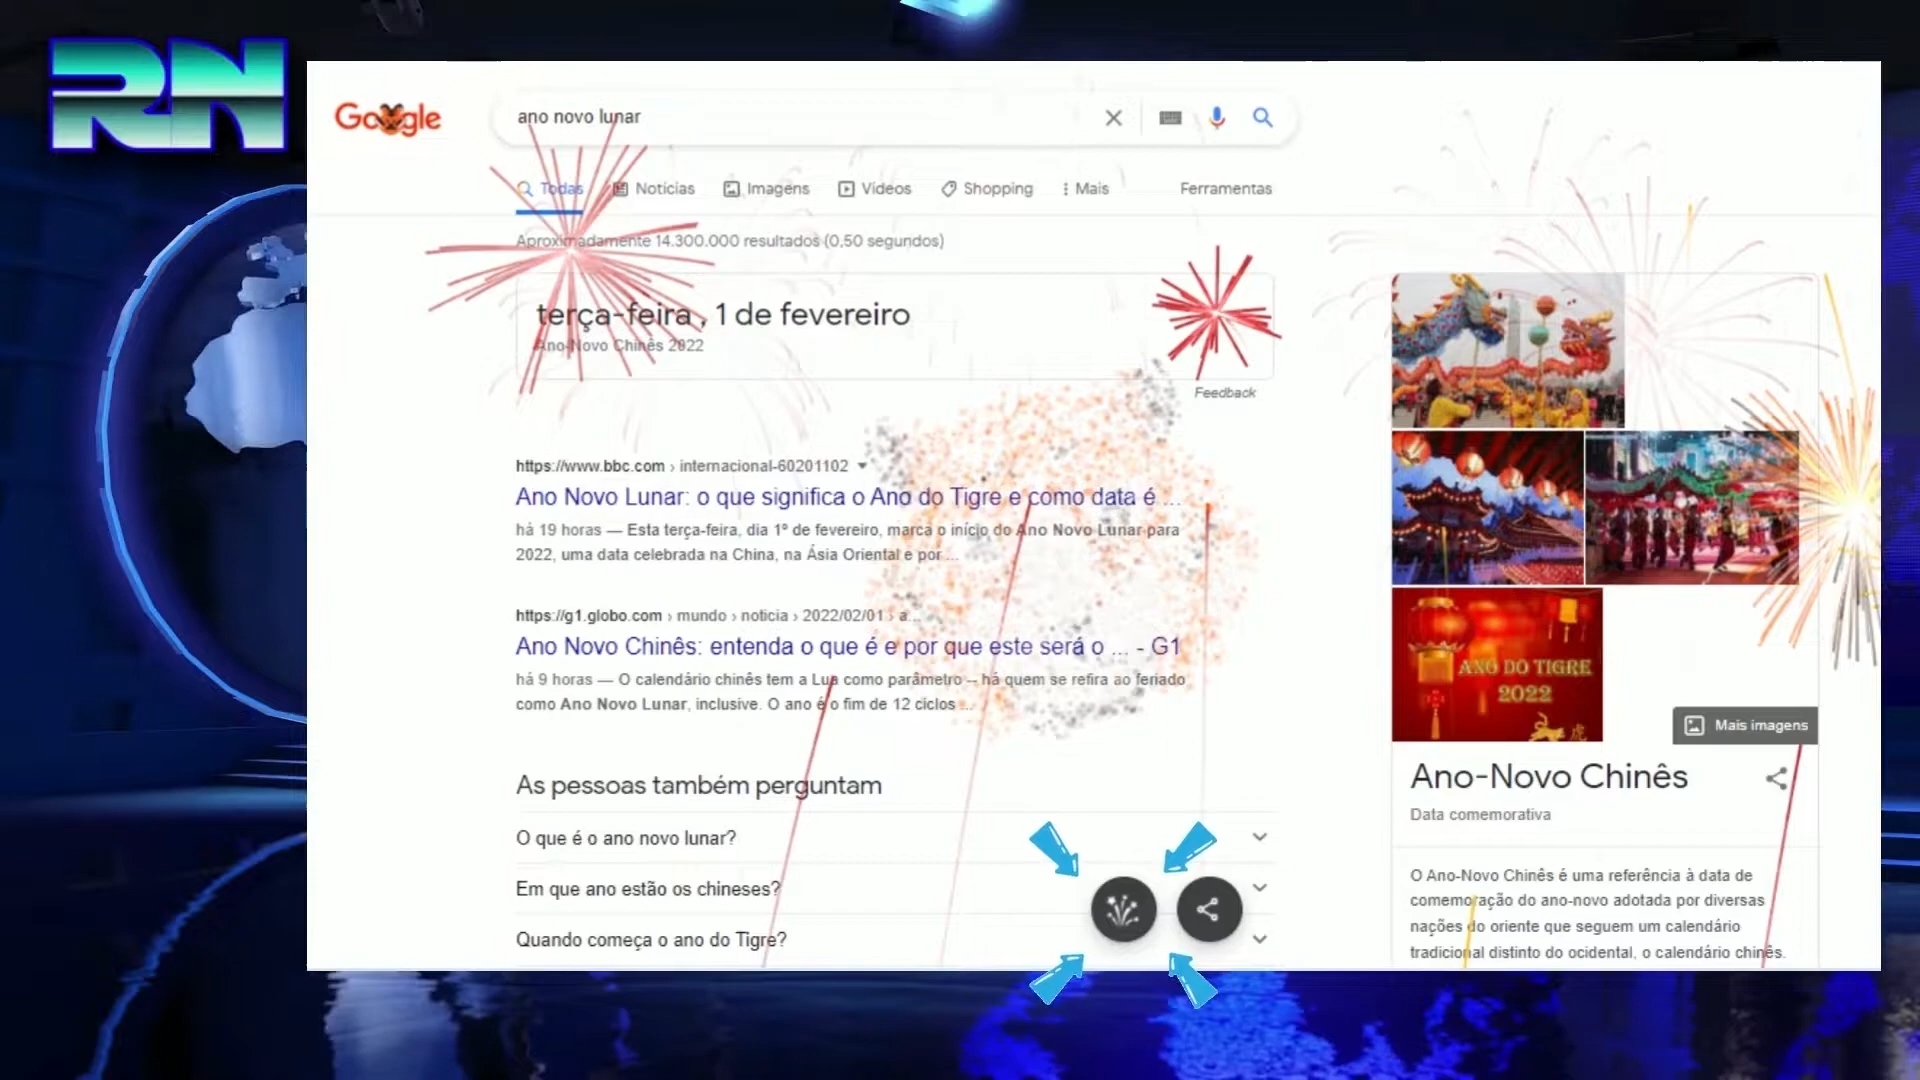 RN
Google
ano novo lunar
Todas
Notícias
Imagens
Vídeos
Shopping
Mais
Ferramentas
Aproximadamente 14.300.000 resultados (0,50 segundos)
terça-feira , 1 de fevereiro
Ano-Novo Chinês 2022
Feedback
https://www.bbc.com › internacional-60201102
Ano Novo Lunar: o que significa o Ano do Tigre e como data é ...
há 19 horas — Esta terça-feira, dia 1º de fevereiro, marca o início do Ano Novo Lunar para
2022, uma data celebrada na China, na Ásia Oriental e por ...
https://g1.globo.com › mundo › noticia › 2022/02/01 › a...
Ano Novo Chinês: entenda o que é e por que este será o ... - G1
há 9 horas — O calendário chinês tem a Lua como parâmetro -- há quem se refira ao feriado
como Ano Novo Lunar, inclusive. O ano é o fim de 12 ciclos ...
As pessoas também perguntam
O que é o ano novo lunar?
Em que ano estão os chineses?
Quando começa o ano do Tigre?
ANO DO TIGRE
2022
虎
Mais imagens
Ano-Novo Chinês
Data comemorativa
O Ano-Novo Chinês é uma referência à data de
comemoração do ano-novo adotada por diversas
nações do oriente que seguem um calendário
tradicional distinto do ocidental, o calendário chinês.